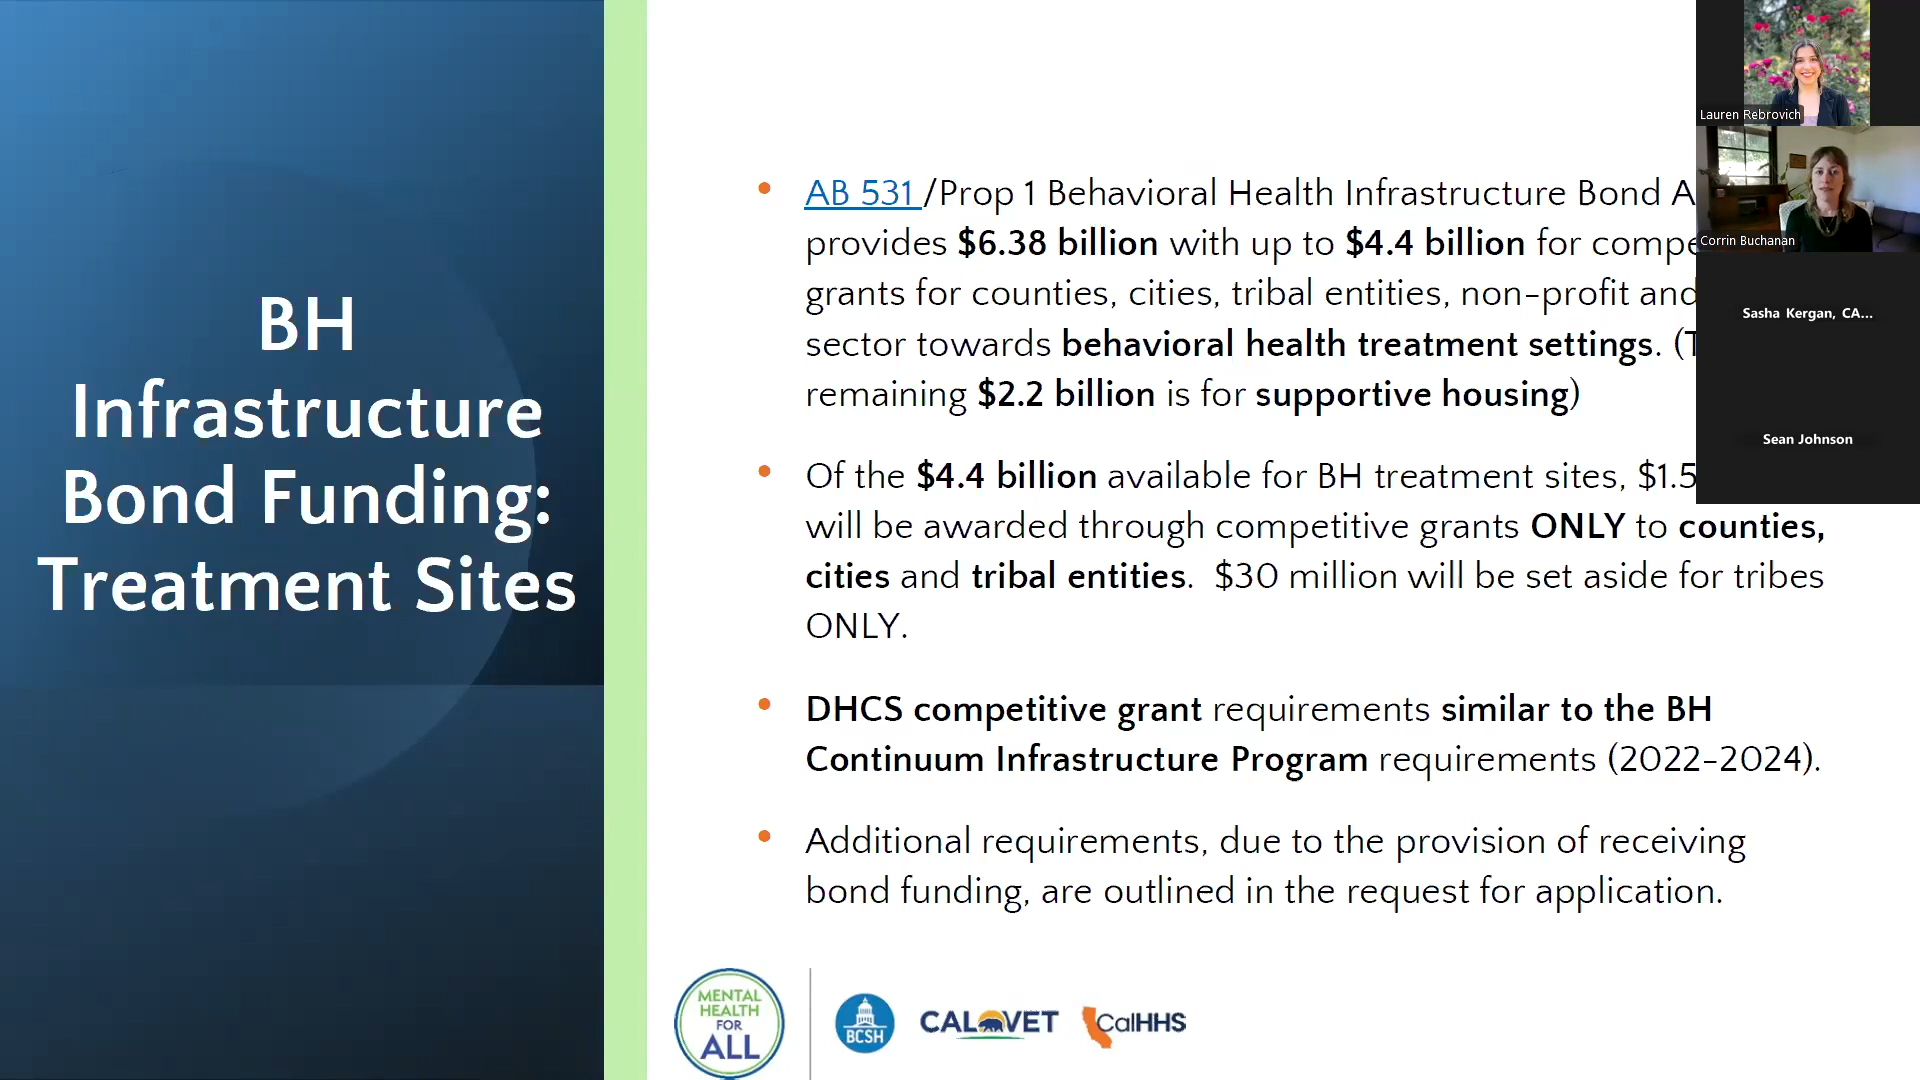 BH
Infrastructure
Bond Funding:
Treatment Sites
AB 531 /Prop 1 Behavioral Health Infrastructure Bond A
provides $6.38 billion with up to $4.4 billion for compe
grants for counties, cities, tribal entities, non-profit and
sector towards behavioral health treatment settings. (T
remaining $2.2 billion is for supportive housing)
Of the $4.4 billion available for BH treatment sites, $1.5
will be awarded through competitive grants ONLY to counties,
cities and tribal entities. $30 million will be set aside for tribes
ONLY.
DHCS competitive grant requirements similar to the BH
Continuum Infrastructure Program requirements (2022-2024).
Additional requirements, due to the provision of receiving
bond funding, are outlined in the request for application.
MENTAL
HEALTH
FOR
ALL
BCSH
CALVET
CalHHS
Lauren Rebrovich
Corrin Buchanan
Sasha Kergan, CA...
Sean Johnson